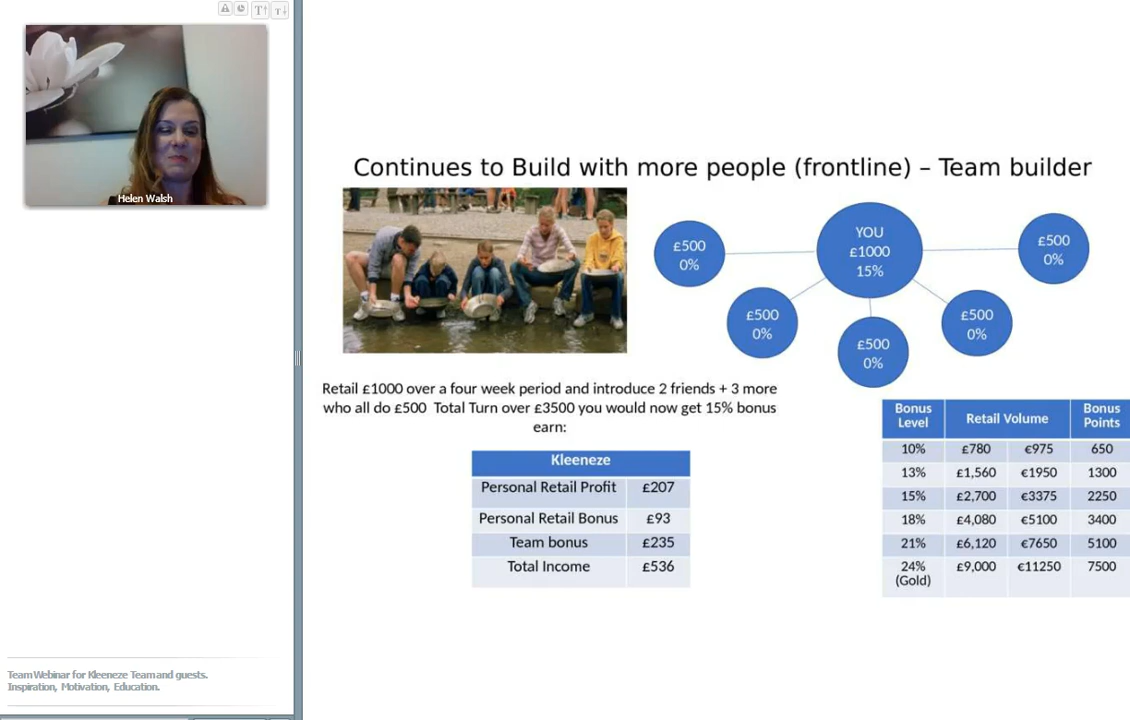 T↑ T↓
Helen Walsh
Team Webinar for Kleeneze Team and guests.
Inspiration, Motivation, Education.
Continues to Build with more people (frontline) – Team builder
YOU
£1000
15%
£500
0%
£500
0%
£500
0%
£500
0%
£500
0%
Retail £1000 over a four week period and introduce 2 friends + 3 more
who all do £500 Total Turn over £3500 you would now get 15% bonus
earn:
Kleeneze
Personal Retail Profit £207
Personal Retail Bonus £93
Team bonus £235
Total Income £536
Bonus Level Retail Volume Bonus Points
10% £780 €975 650
13% £1,560 €1950 1300
15% £2,700 €3375 2250
18% £4,080 €5100 3400
21% £6,120 €7650 5100
24% (Gold) £9,000 €11250 7500